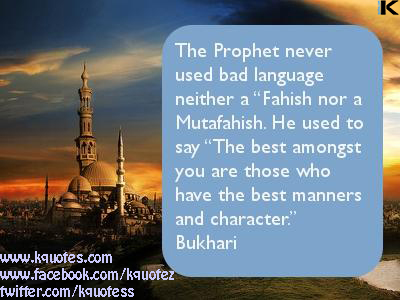 K
The Prophet never
used bad language
neither a “Fahish nor a
Mutafahish. He used to
say “The best amongst
you are those who
have the best manners
and character.”
Bukhari
www.kquotes.com
www.facebook.com/kquotez
twitter.com/kquotess